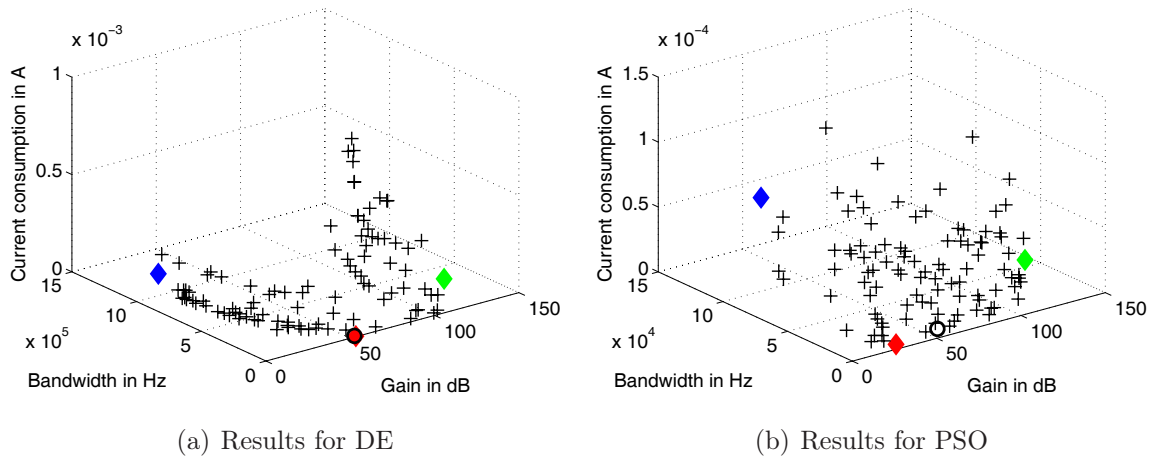 x 10^-3
Current consumption in A
1
0.5
0
15
10
5
0
x 10^5
Bandwidth in Hz
0
50
100
150
Gain in dB
(a) Results for DE
x 10^-4
Current consumption in A
1.5
1
0.5
0
15
10
5
0
x 10^4
Bandwidth in Hz
0
50
100
150
Gain in dB
(b) Results for PSO